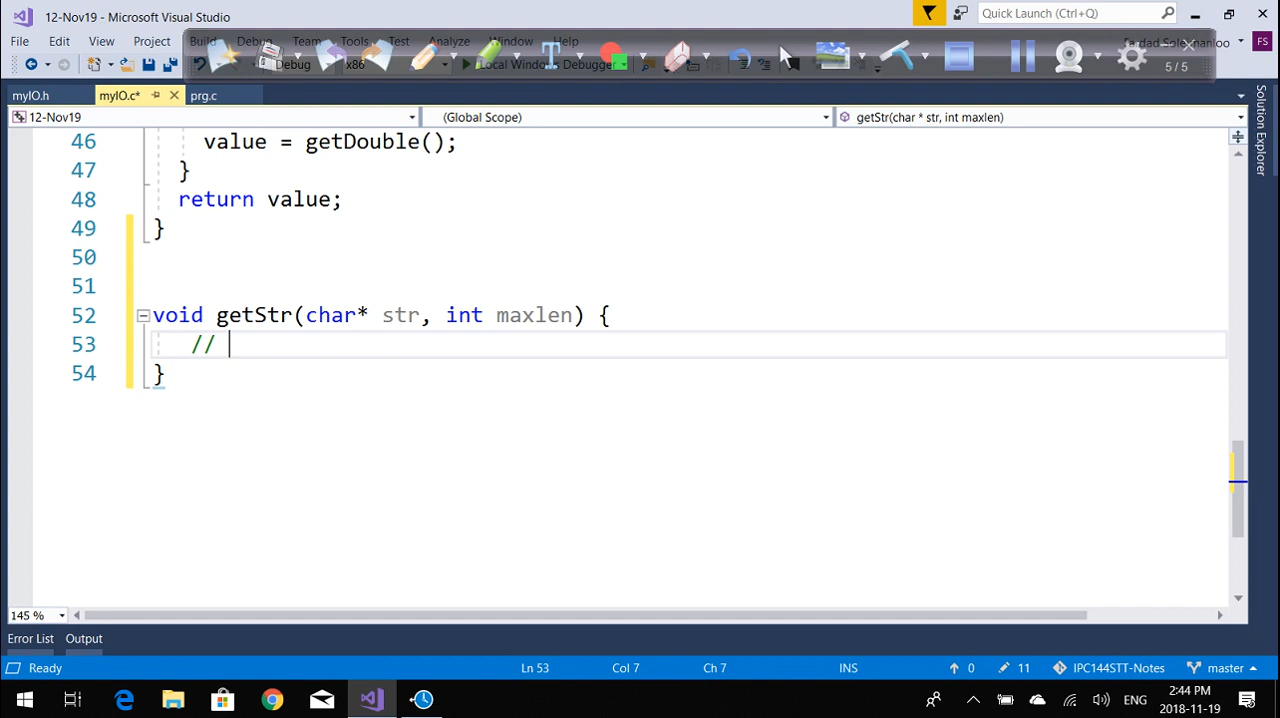 12-Nov19 - Microsoft Visual Studio
Quick Launch (Ctrl+Q)
File Edit View Project Build Debug Team Tools Test Analyze Window Help
FS
Debug x86 Local Windows Debugger
5/5
myIO.h myIO.c* prg.c
12-Nov19 (Global Scope) getStr(char * str, int maxlen)
46 value = getDouble();
47 }
48 return value;
49 }
50
51
52 void getStr(char* str, int maxlen) {
53 //
54 }
Solution Explorer
145 %
Error List Output
Ready Ln 53 Col 7 Ch 7 INS 0 11 IPC144STT-Notes master
ENG 2:44 PM
2018-11-19